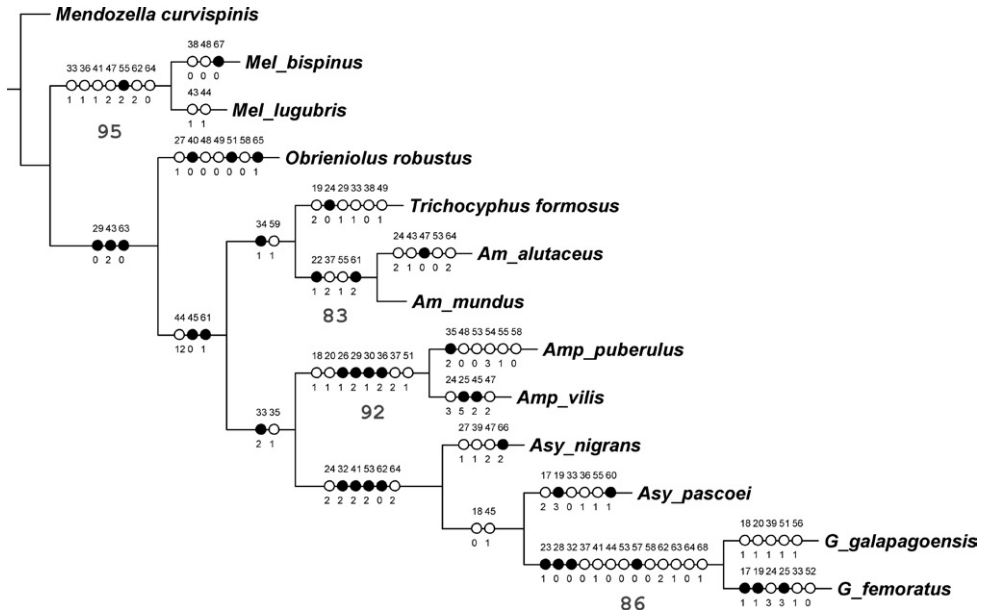 Mendozella curvispinis
38 48 67
33 36 41 47 55 62 64
Mel_bispinus
0 0 0
1 1 1 2 2 2 0
43 44
Mel_lugubris
1 1
95
27 40 48 49 51 58 65
Obrieniolus robustus
1 0 0 0 0 0 1
19 24 29 33 38 49
Trichocyphus formosus
2 0 1 1 0 1
29 43 63
0 2 0
34 59
1 1
24 43 47 53 64
Am_alutaceus
2 1 0 0 2
22 37 55 61
1 2 1 2
Am_mundus
83
44 45 61
12 0 1
35 48 53 54 55 58
Amp_puberulus
2 0 0 3 1 0
18 20 26 29 30 36 37 51
1 1 1 2 1 2 2 1
24 25 45 47
Amp_vilis
3 5 2 2
92
33 35
2 1
27 39 47 66
Asy_nigrans
1 1 2 2
24 32 41 53 62 64
2 2 2 2 0 2
17 19 33 36 55 60
Asy_pascoei
2 3 0 1 1 1
18 45
0 1
18 20 39 51 56
G_galapagoensis
1 1 1 1 1
23 28 32 37 41 44 53 57 58 62 63 64 68
1 0 0 0 1 0 0 0 0 2 1 0 1
17 19 24 25 33 52
G_femoratus
1 1 3 3 1 0
86